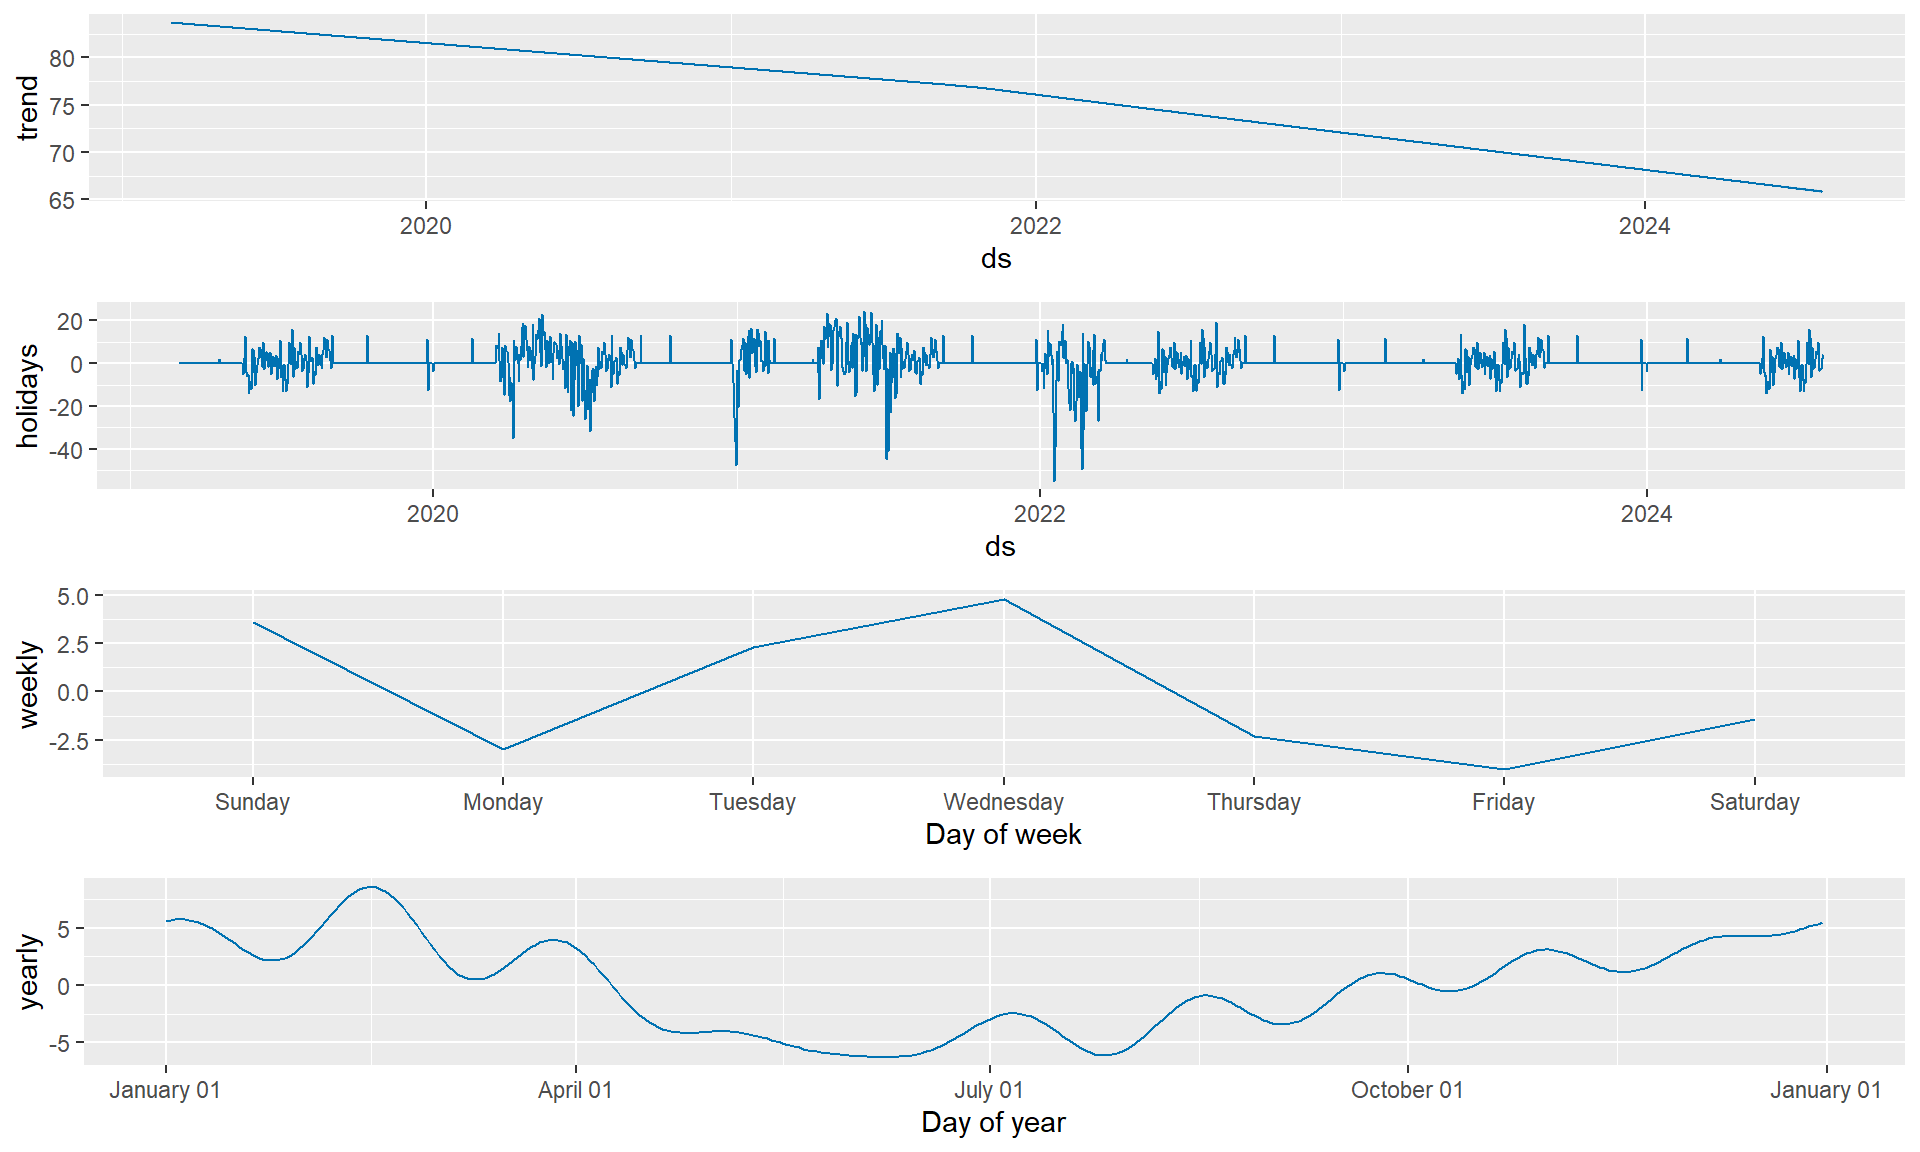 trend
80
75
70
65
2020 2022 2024
ds
holidays
20
0
-20
-40
2020 2022 2024
ds
weekly
5.0
2.5
0.0
-2.5
Sunday Monday Tuesday Wednesday Thursday Friday Saturday
Day of week
yearly
5
0
-5
January 01 April 01 July 01 October 01 January 01
Day of year